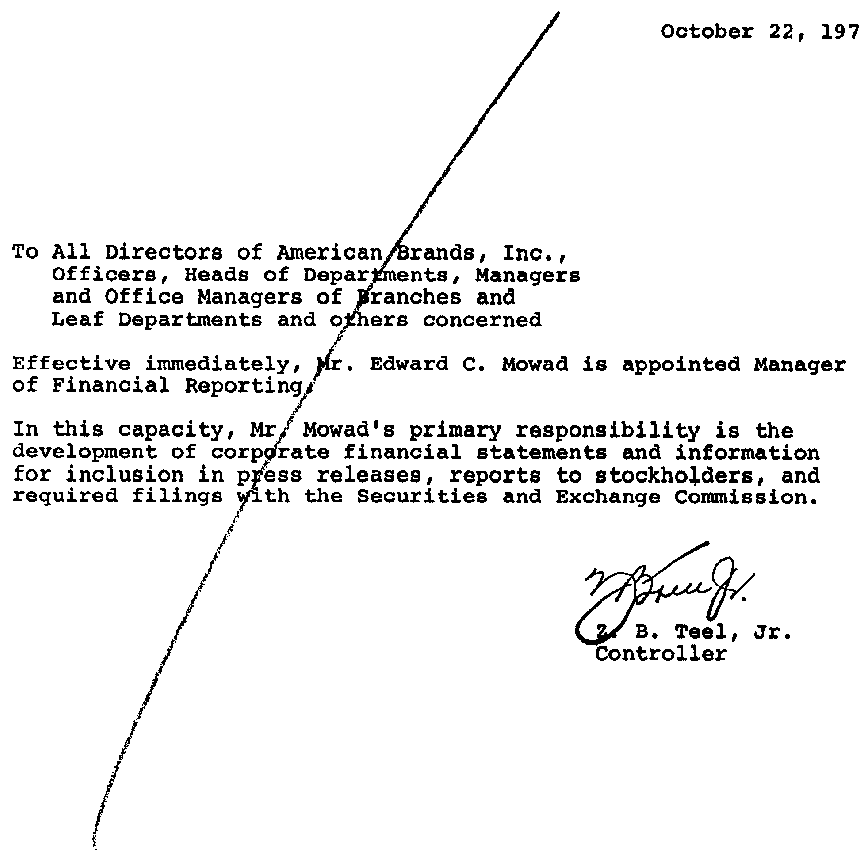 October 22, 197
To All Directors of American Brands, Inc.,
Officers, Heads of Departments, Managers
and Office Managers of Branches and
Leaf Departments and others concerned
Effective immediately, Mr. Edward C. Mowad is appointed Manager
of Financial Reporting.
In this capacity, Mr. Mowad's primary responsibility is the
development of corporate financial statements and information
for inclusion in press releases, reports to stockholders, and
required filings with the Securities and Exchange Commission.
Z. B. Teel, Jr.
Controller